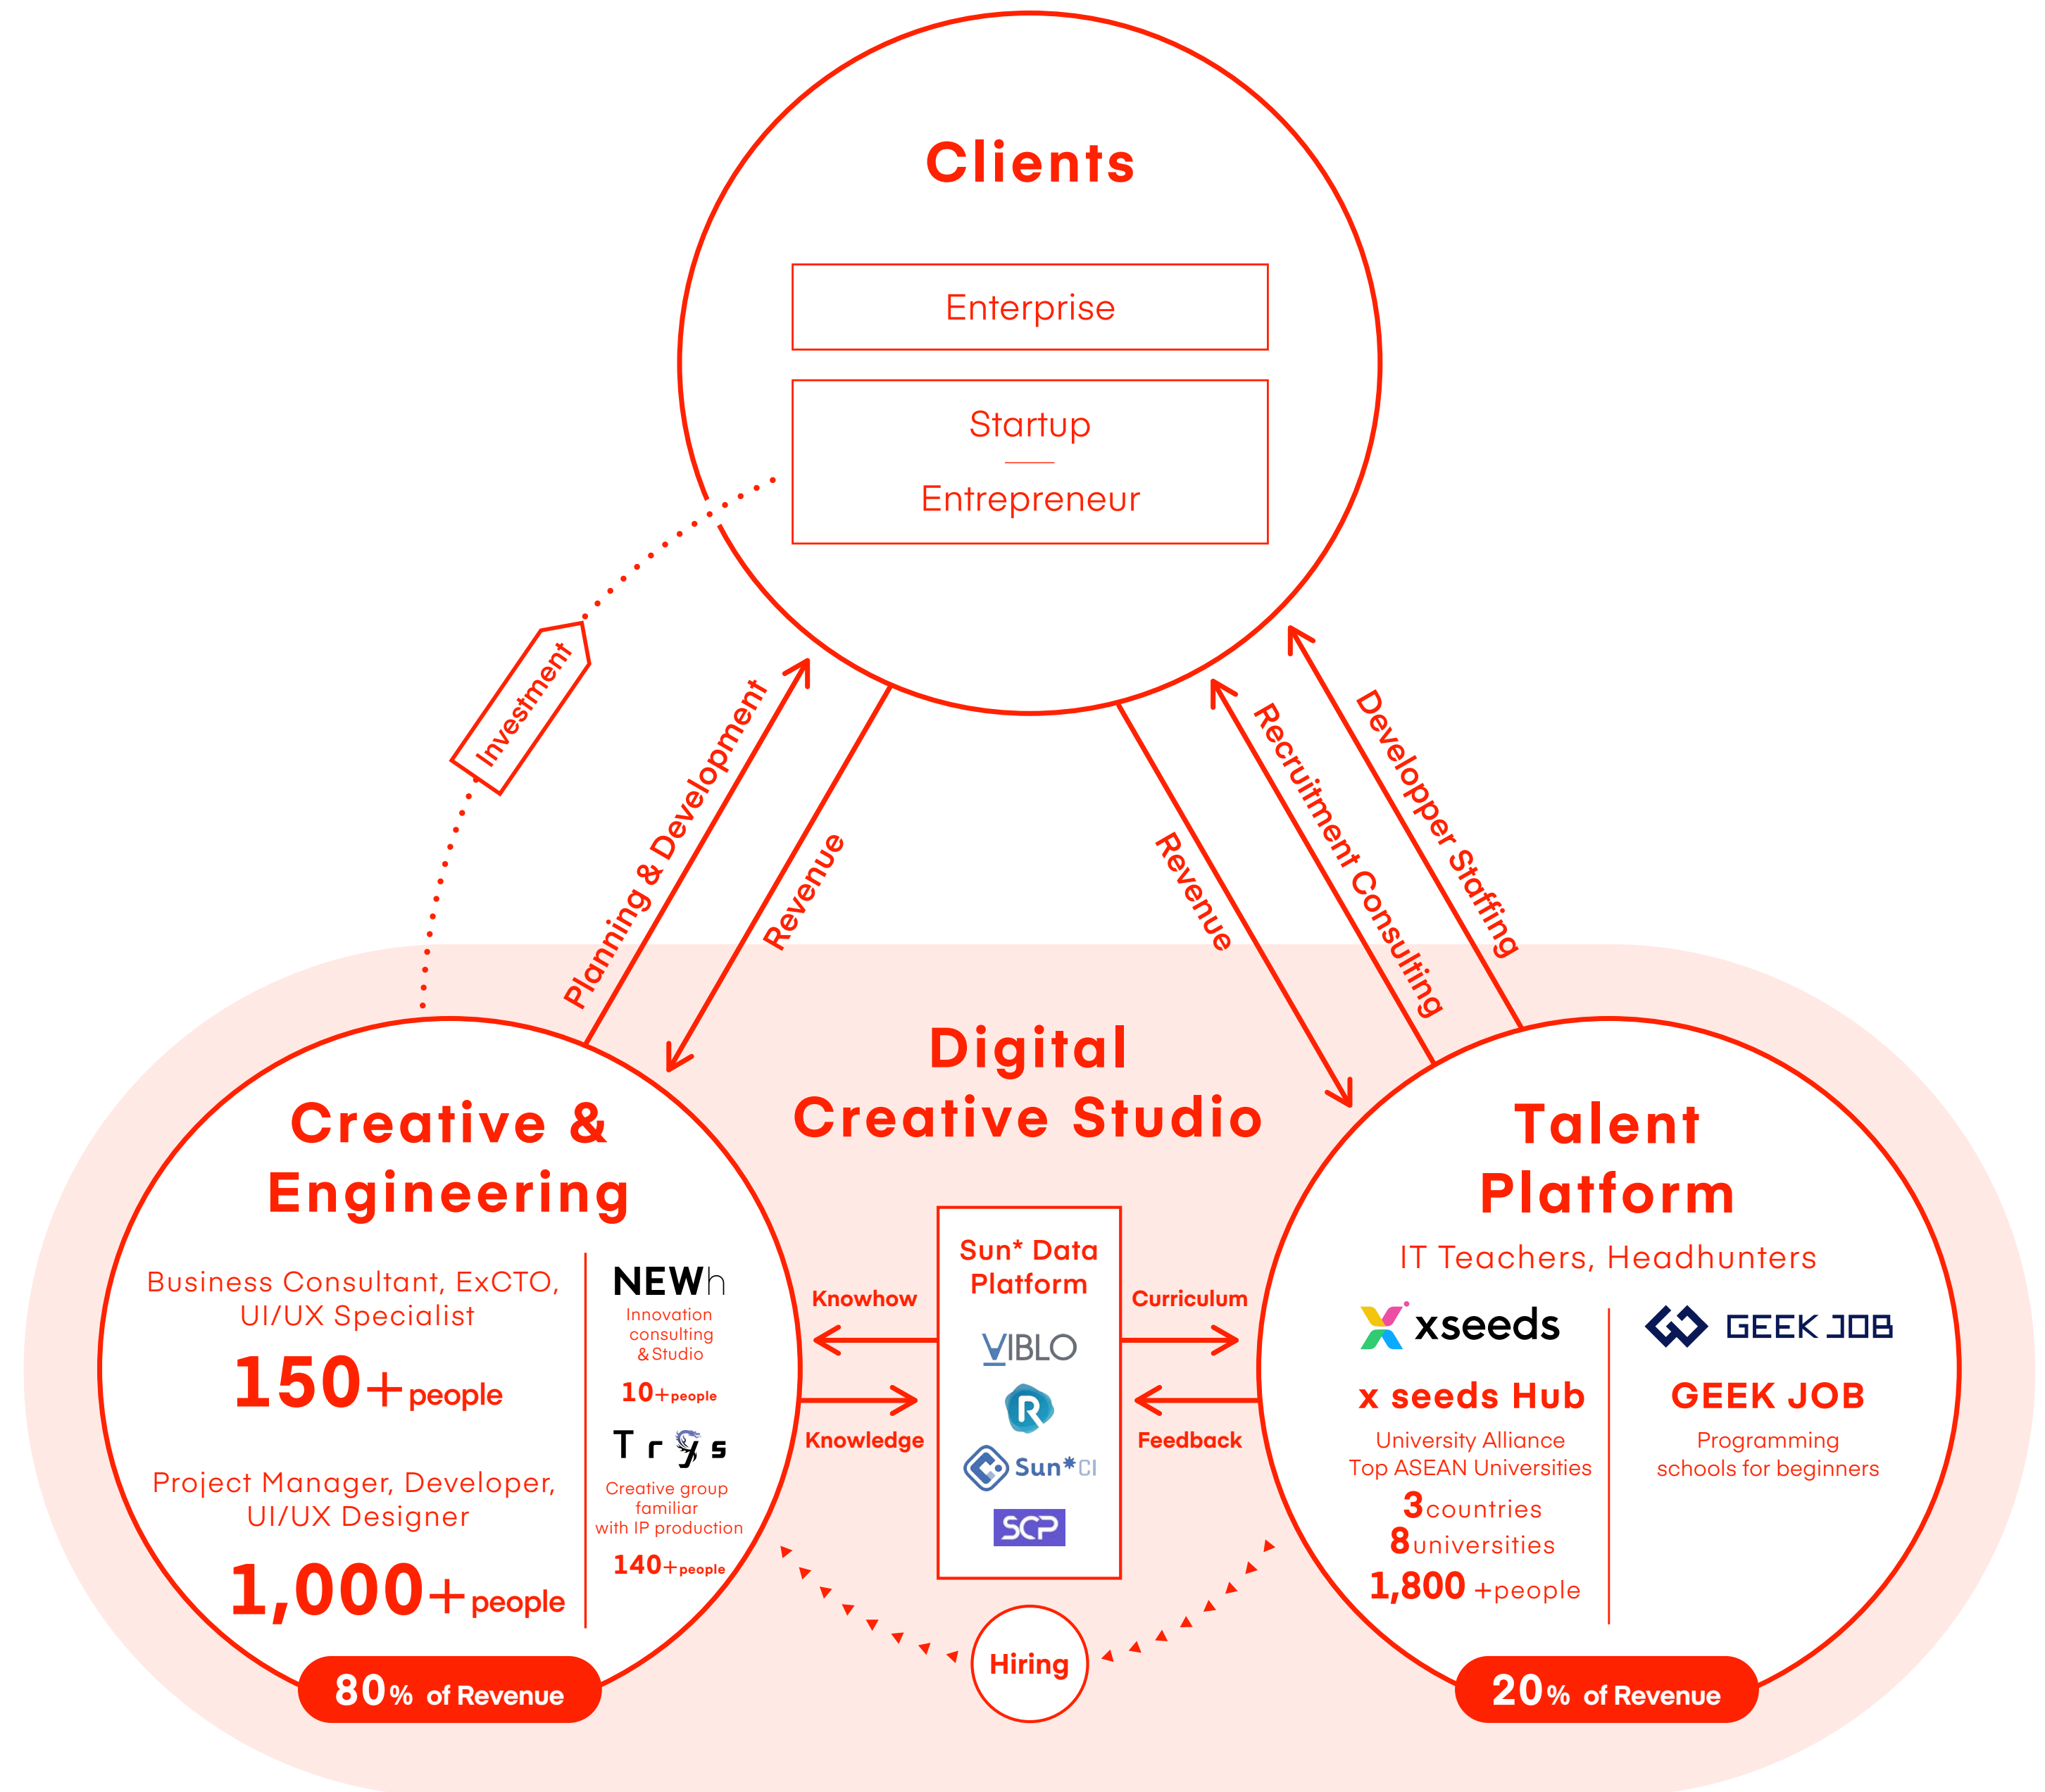 Clients
Enterprise
Startup
Entrepreneur
Investment
Planning & Development
Revenue
Revenue
Recruitment Consulting
Developper Staffing
Digital
Creative Studio
Creative &
Engineering
Business Consultant, ExCTO,
UI/UX Specialist
150+people
Project Manager, Developer,
UI/UX Designer
1,000+people
NEWh
Innovation
consulting
&Studio
10+people
Trys
Creative group
familiar
with IP production
140+people
80% of Revenue
Knowhow
Knowledge
Sun* Data
Platform
VIBLO
R
Sun*CI
SCP
Curriculum
Feedback
Hiring
Talent
Platform
IT Teachers, Headhunters
xseeds
x seeds Hub
University Alliance
Top ASEAN Universities
3countries
8universities
1,800 +people
GEEK JOB
GEEK JOB
Programming
schools for beginners
20% of Revenue